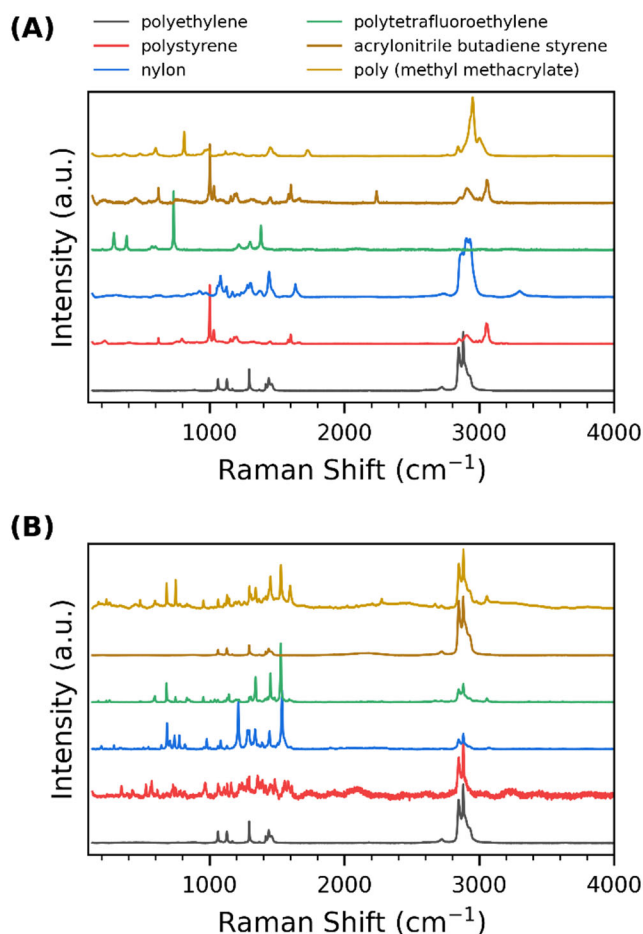 (A)
polyethylene
polystyrene
nylon
polytetrafluoroethylene
acrylonitrile butadiene styrene
poly (methyl methacrylate)
Intensity (a.u.)
1000 2000 3000 4000
Raman Shift (cm⁻¹)
(B)
Intensity (a.u.)
1000 2000 3000 4000
Raman Shift (cm⁻¹)